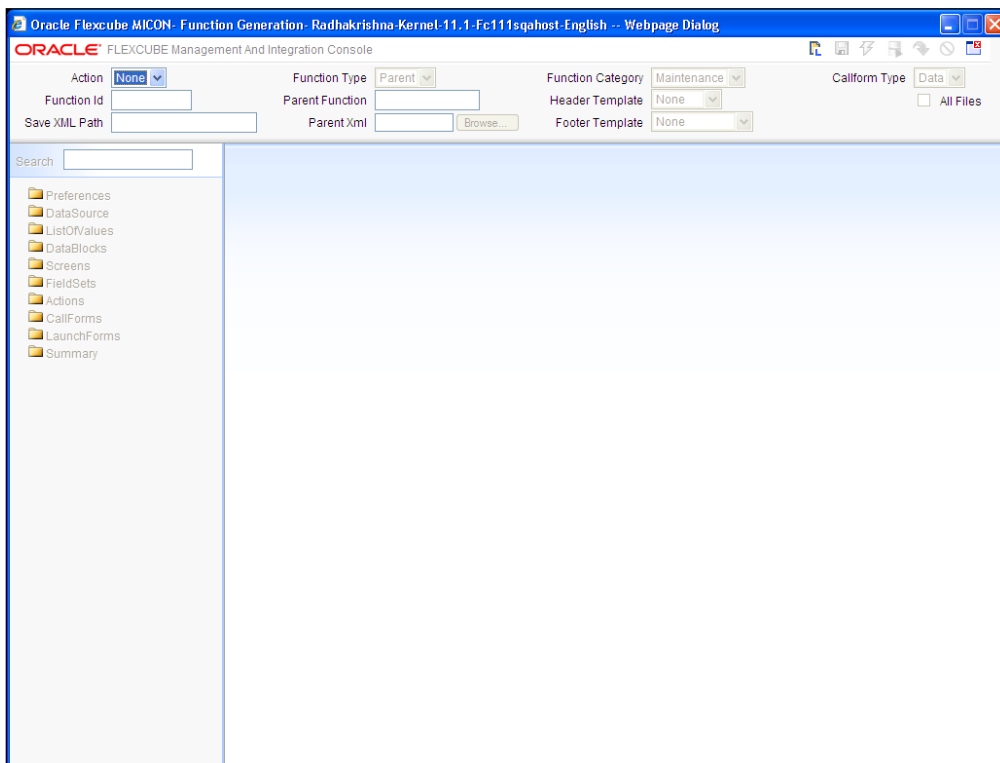 Oracle Flexcube MICON- Function Generation- Radhakrishna-Kernel-11.1-Fc111sqahost-English -- Webpage Dialog
ORACLE FLEXCUBE Management And Integration Console
Action None Function Type Parent Function Category Maintenance Callform Type Data
Function Id Parent Function Header Template None All Files
Save XML Path Parent Xml Browse... Footer Template None
Search
Preferences
DataSource
ListOfValues
DataBlocks
Screens
FieldSets
Actions
CallForms
LaunchForms
Summary